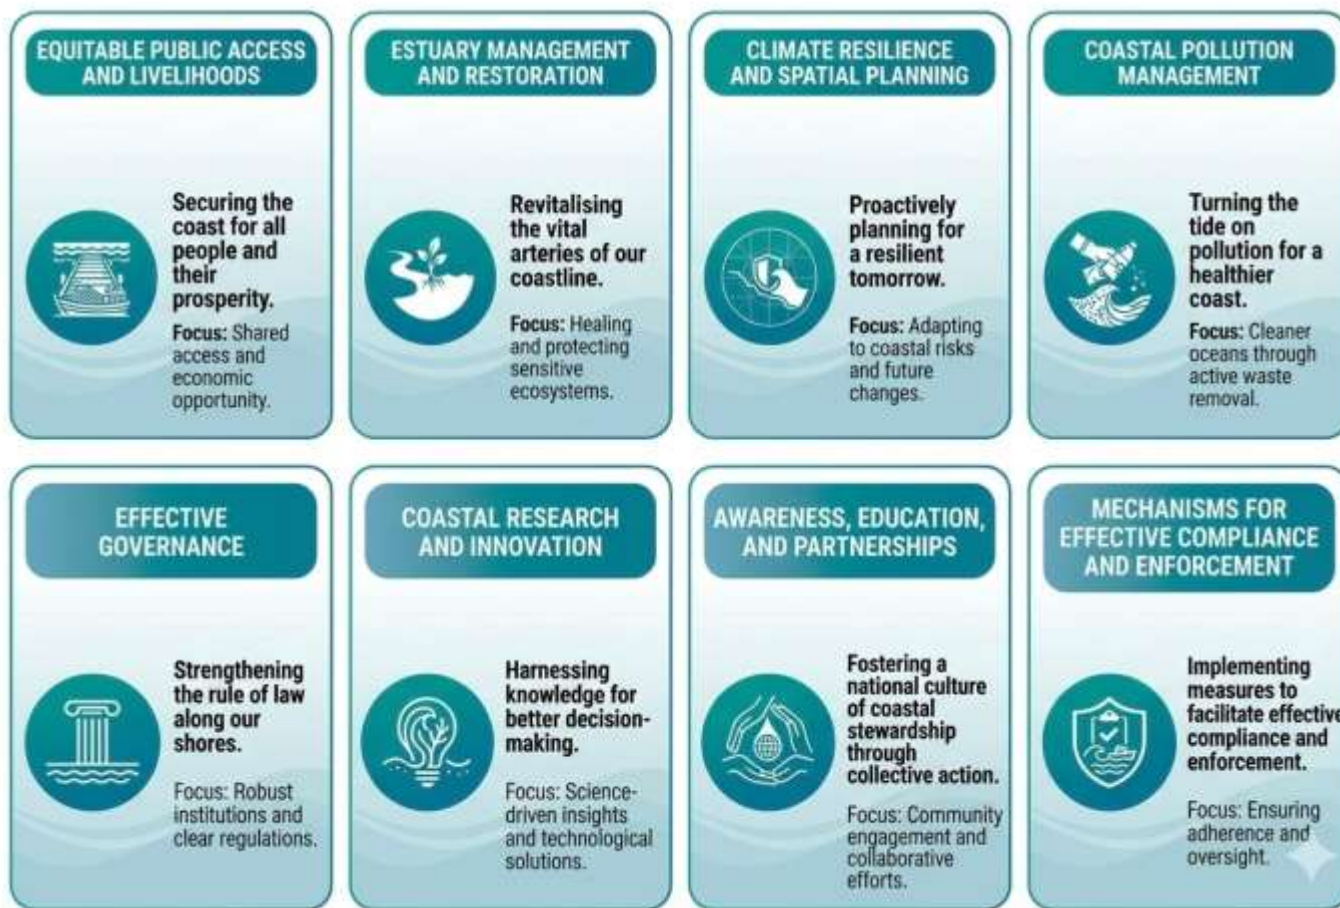 EQUITABLE PUBLIC ACCESS
AND LIVELIHOODS
Securing the
coast for all
people and
their
prosperity.
Focus: Shared
access and
economic
opportunity.
ESTUARY MANAGEMENT
AND RESTORATION
Revitalising
the vital
arteries of our
coastline.
Focus: Healing
and protecting
sensitive
ecosystems.
CLIMATE RESILIENCE
AND SPATIAL PLANNING
Proactively
planning for
a resilient
tomorrow.
Focus: Adapting
to coastal risks
and future
changes.
COASTAL POLLUTION
MANAGEMENT
Turning the
tide on
pollution for a
healthier
coast.
Focus: Cleaner
oceans through
active waste
removal.
EFFECTIVE
GOVERNANCE
Strengthening
the rule of law
along our
shores.
Focus: Robust
institutions and
clear regulations.
COASTAL RESEARCH
AND INNOVATION
Harnessing
knowledge for
better decision-
making.
Focus: Science-
driven insights
and technological
solutions.
AWARENESS, EDUCATION,
AND PARTNERSHIPS
Fostering a
national culture
of coastal
stewardship
through
collective action.
Focus: Community
engagement and
collaborative
efforts.
MECHANISMS FOR
EFFECTIVE COMPLIANCE
AND ENFORCEMENT
Implementing
measures to
facilitate effective
compliance and
enforcement.
Focus: Ensuring
adherence and
oversight.